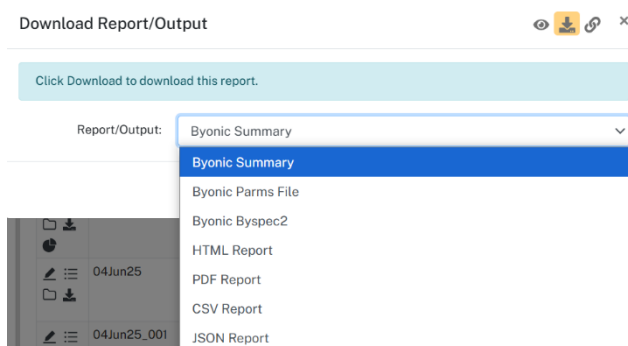 Download Report/Output
Click Download to download this report.
Report/Output: Byonic Summary
Byonic Summary
Byonic Parms File
Byonic Byspec2
HTML Report
PDF Report
CSV Report
JSON Report
04Jun25
04Jun25_001